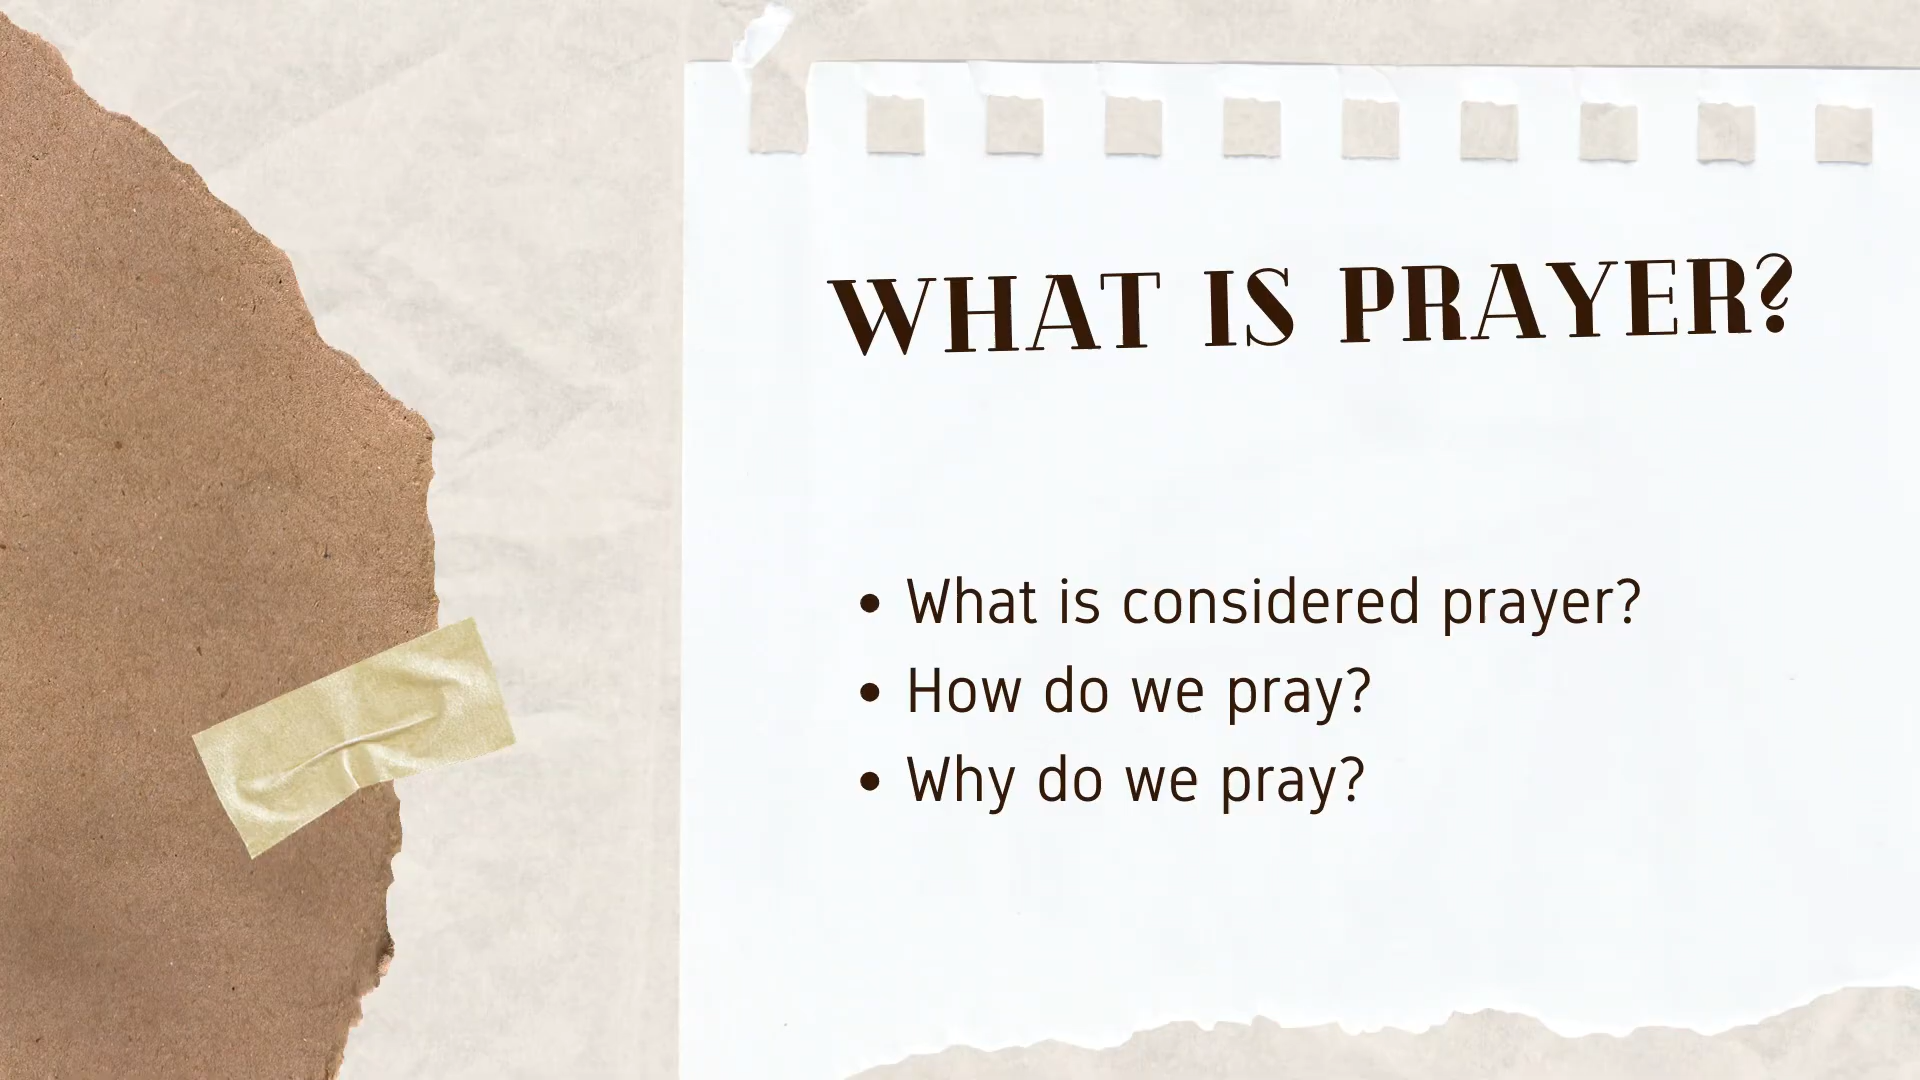 WHAT IS PRAYER?
• What is considered prayer?
• How do we pray?
• Why do we pray?